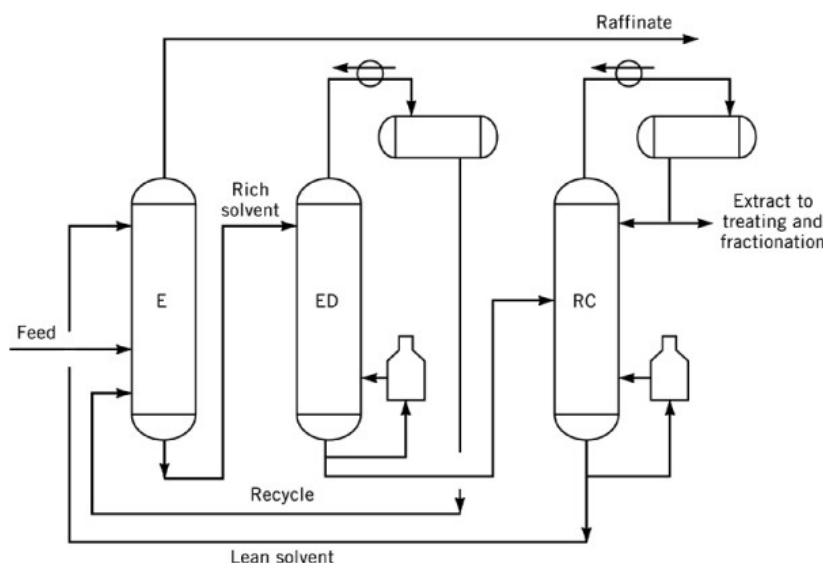 Raffinate
Rich
solvent
Extract to
treating and
fractionation
E
ED
RC
Feed
Recycle
Lean solvent